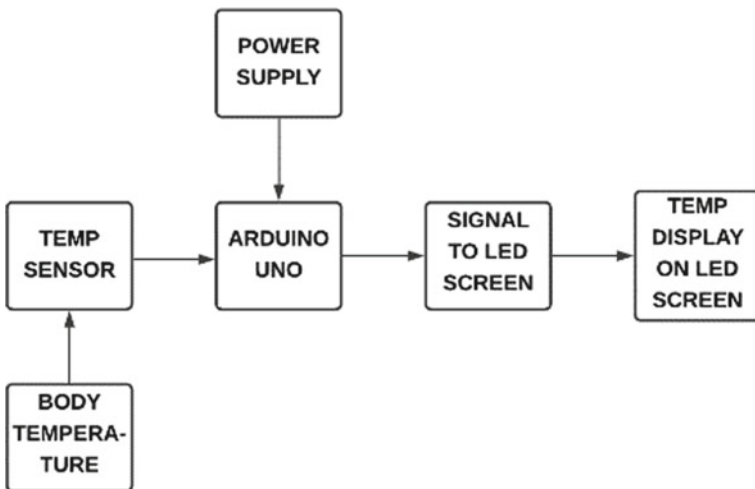 POWER
SUPPLY
TEMP
SENSOR
ARDUINO
UNO
SIGNAL
TO LED
SCREEN
TEMP
DISPLAY
ON LED
SCREEN
BODY
TEMPERA-
TURE